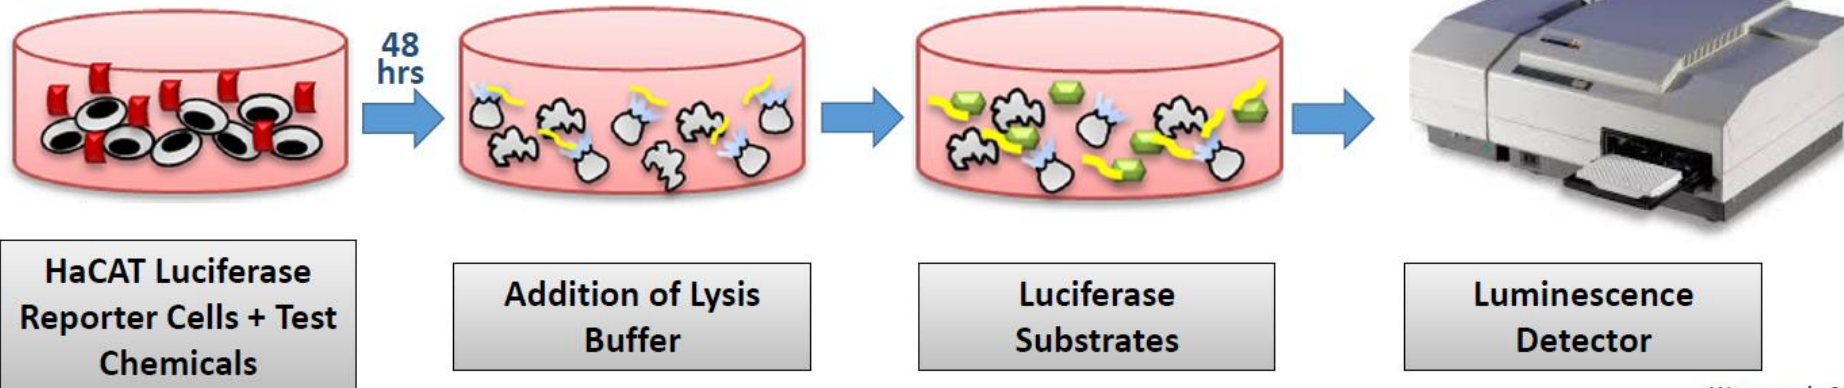 48
hrs
HaCAT Luciferase
Reporter Cells + Test
Chemicals
Addition of Lysis
Buffer
Luciferase
Substrates
Luminescence
Detector